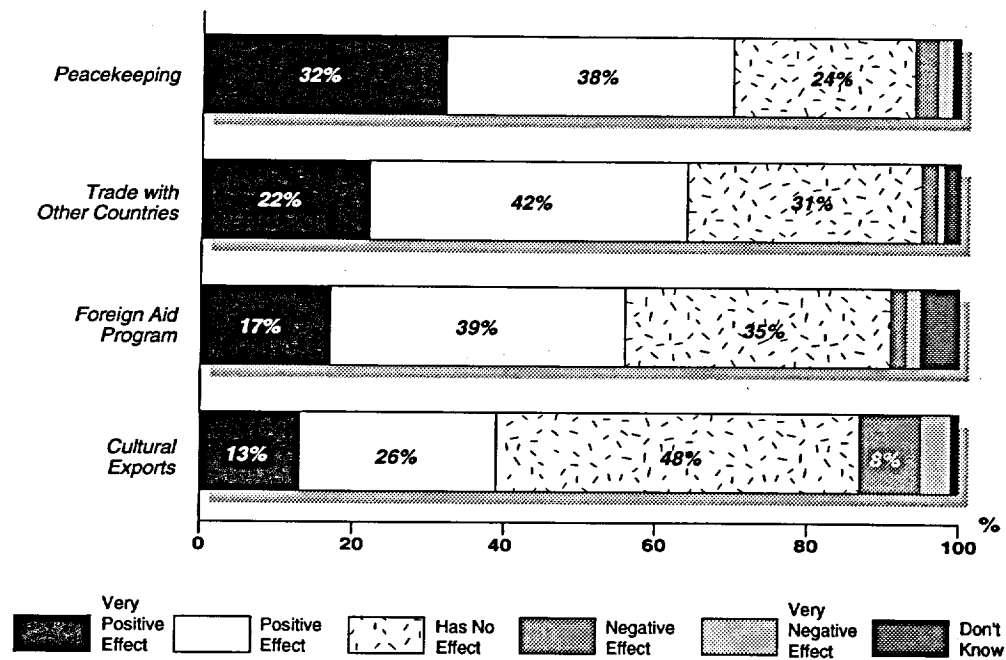 Peacekeeping
32%
38%
24%
Trade with
Other Countries
22%
42%
31%
Foreign Aid
Program
17%
39%
35%
Cultural
Exports
13%
26%
48%
8%
0
20
40
60
80
100
%
Very
Positive
Effect
Positive
Effect
Has No
Effect
Negative
Effect
Very
Negative
Effect
Don't
Know